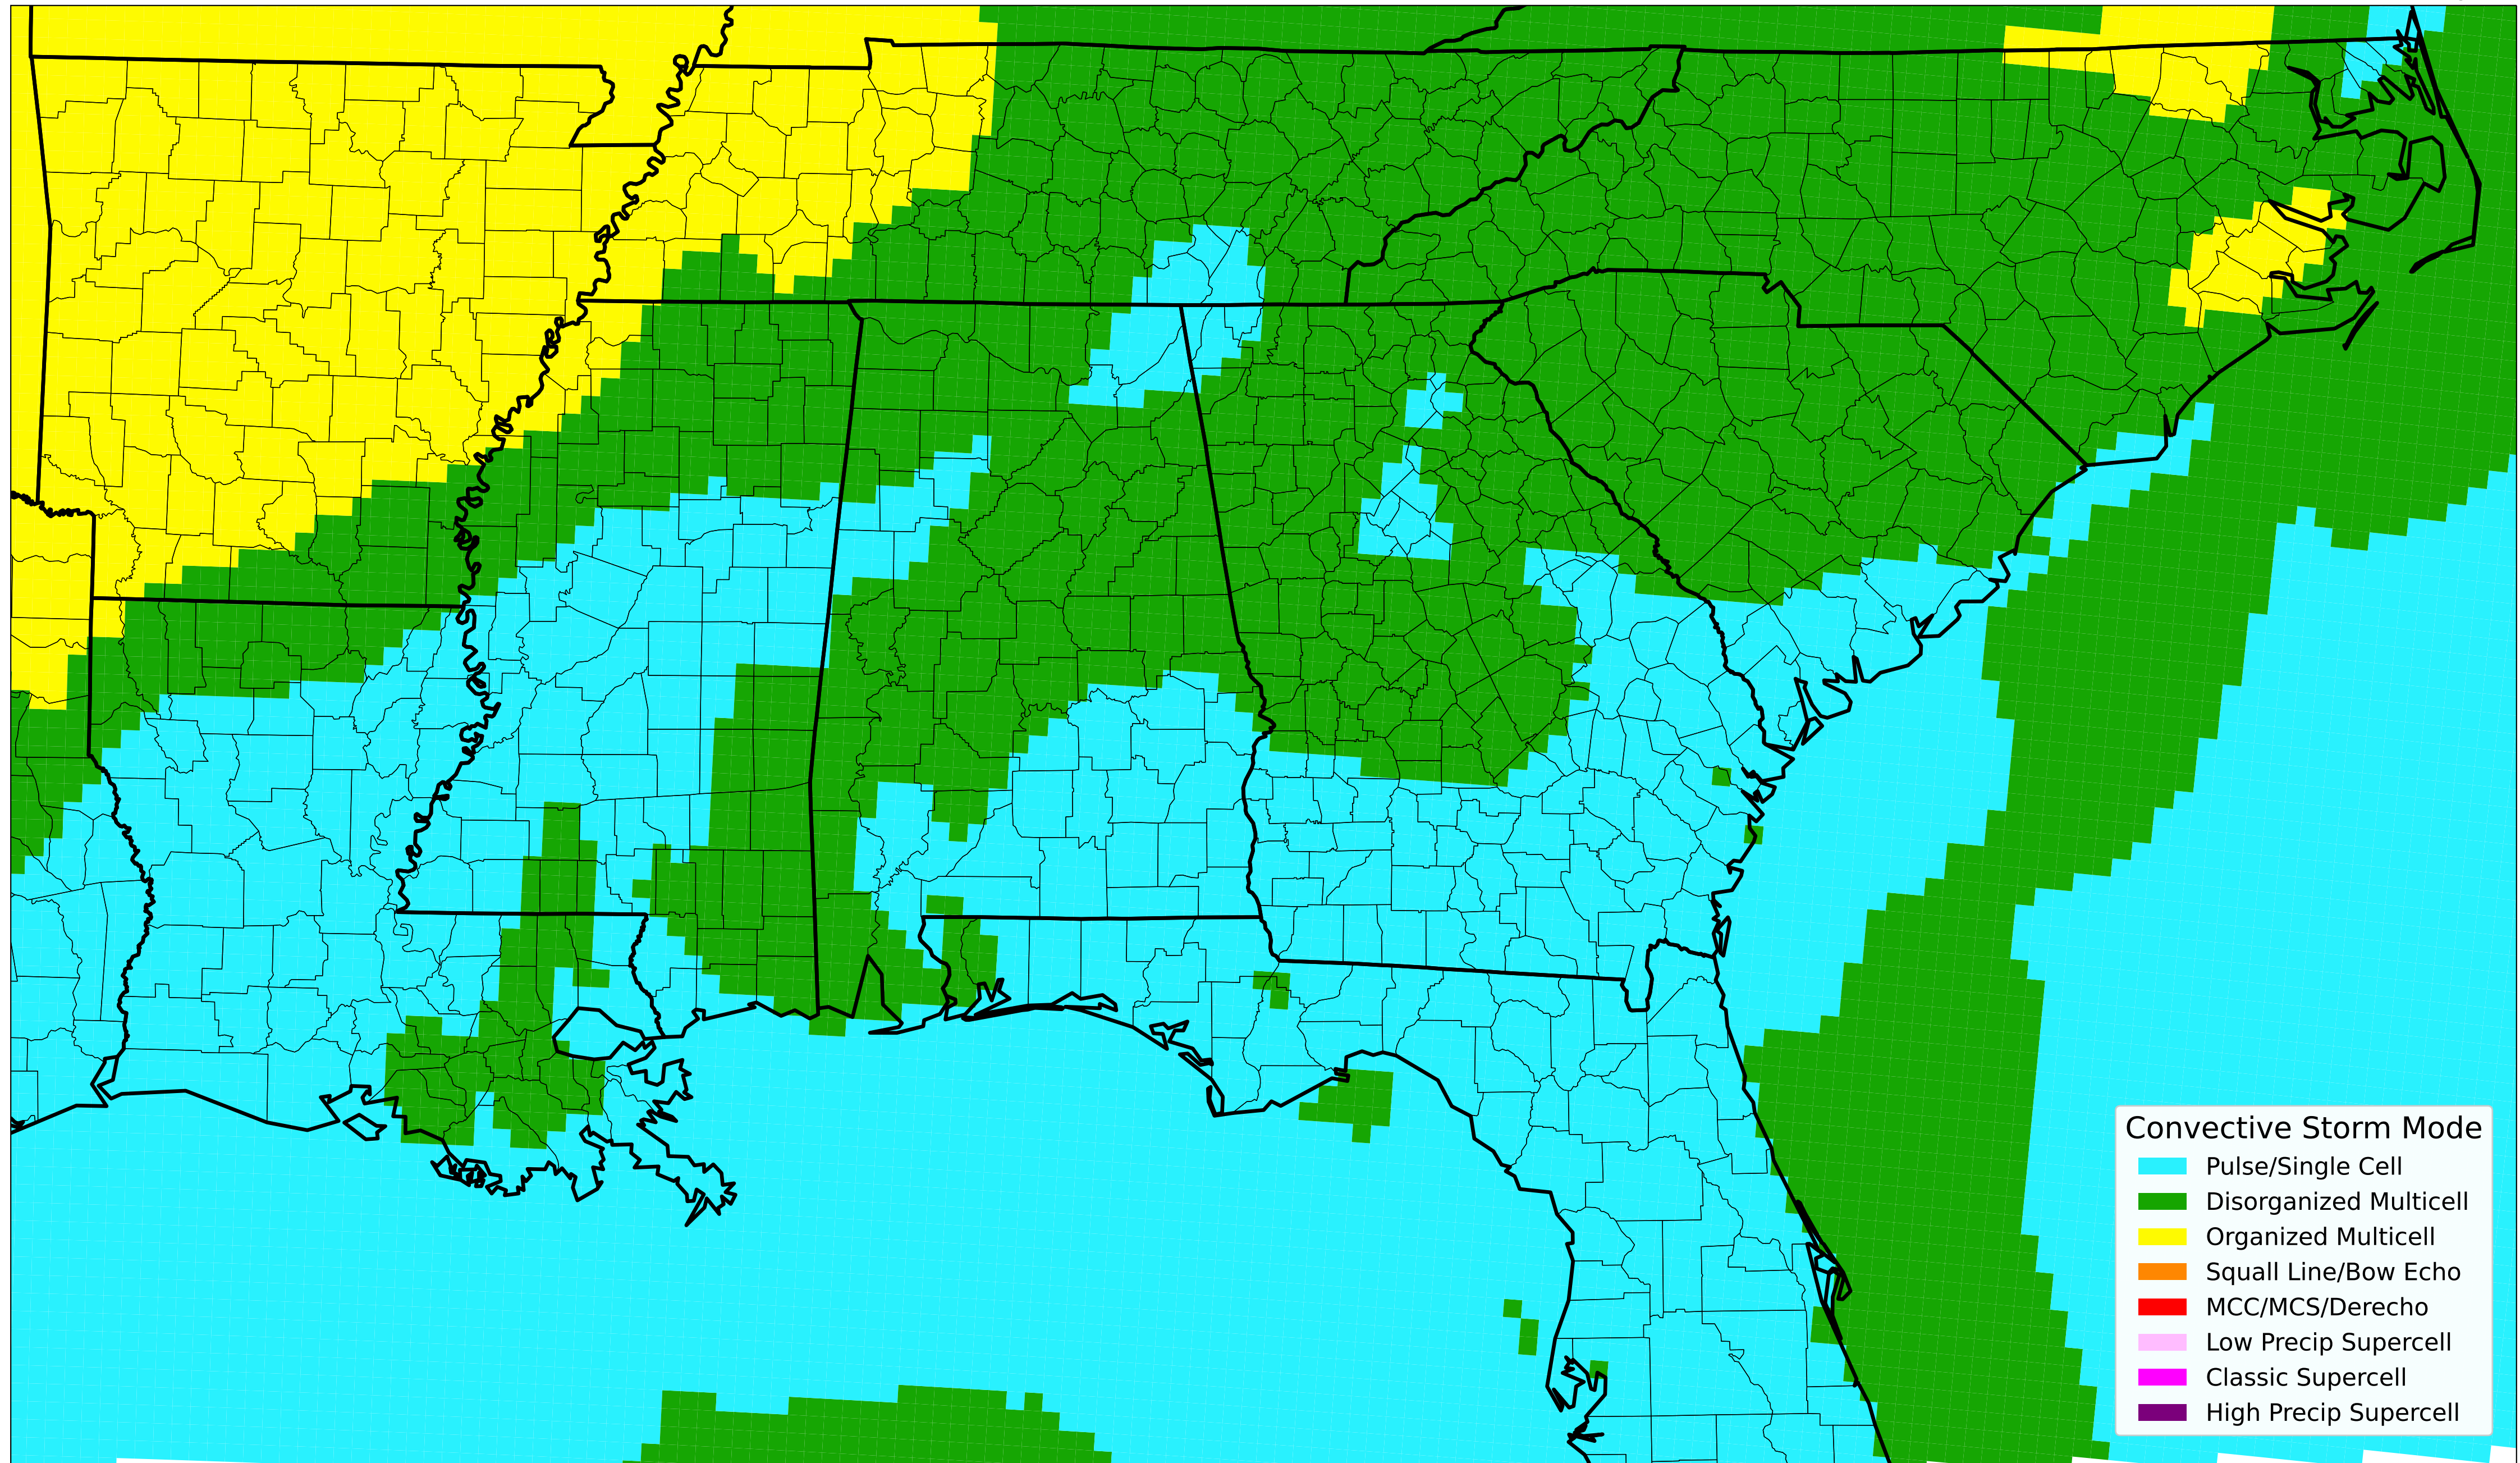 Convective Storm Mode
Pulse/Single Cell
Disorganized Multicell
Organized Multicell
Squall Line/Bow Echo
MCC/MCS/Derecho
Low Precip Supercell
Classic Supercell
High Precip Supercell